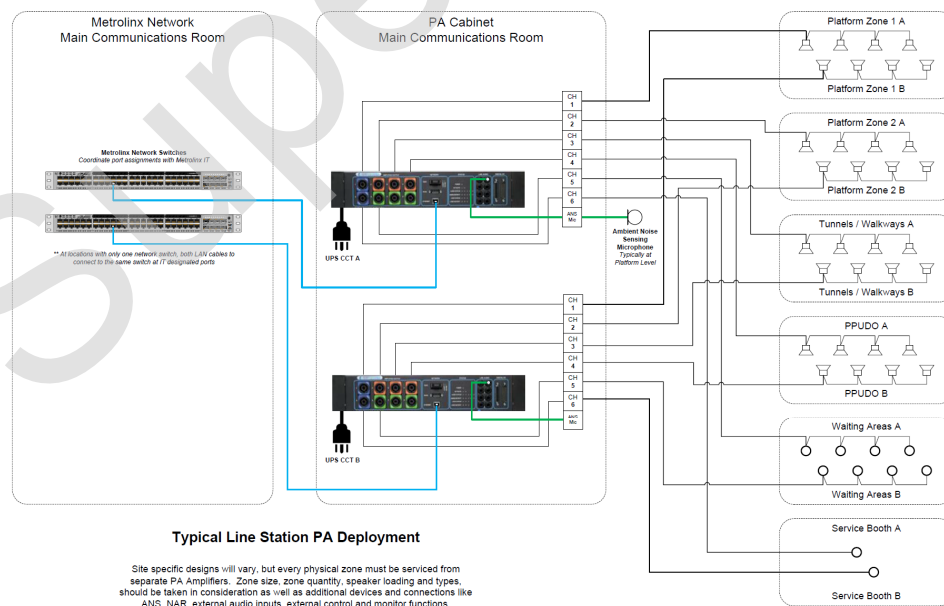 Metrolinx Network
Main Communications Room
PA Cabinet
Main Communications Room
Metrolinx Network Switches
Coordinate port assignments with Metrolinx IT
** At locations with only one network switch, both LAN cables to
connect to the same switch at IT designated ports
UPS CCT A
CH
1
CH
2
CH
3
CH
4
CH
5
CH
6
ANS
Mic
Ambient Noise
Sensing
Microphone
Typically at
Platform Level
UPS CCT B
CH
1
CH
2
CH
3
CH
4
CH
5
CH
6
ANS
Mic
Platform Zone 1 A
Platform Zone 1 B
Platform Zone 2 A
Platform Zone 2 B
Tunnels / Walkways A
Tunnels / Walkways B
PPUDO A
PPUDO B
Waiting Areas A
Waiting Areas B
Service Booth A
Service Booth B
Typical Line Station PA Deployment
Site specific designs will vary, but every physical zone must be serviced from
separate PA Amplifiers. Zone size, zone quantity, speaker loading and types,
should be taken in consideration as well as additional devices and connections like
ANS, NAR, external audio inputs, external control and monitor functions
Supe